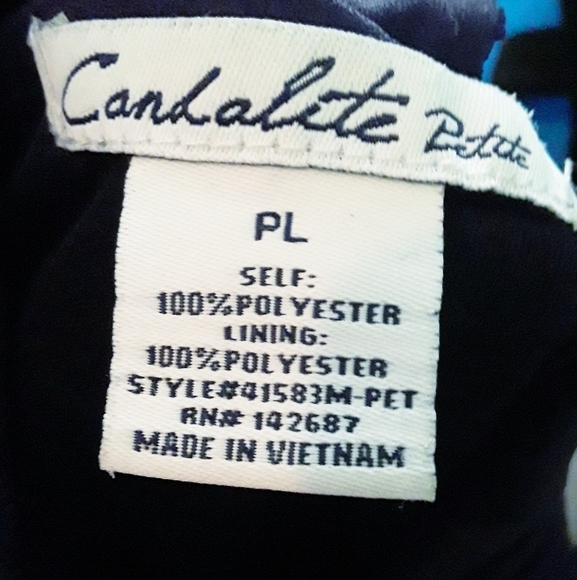 Candalite Petite
PL
SELF:
100%POLYESTER
LINING:
100%POLYESTER
STYLE#41583M-PET
RN# 142687
MADE IN VIETNAM